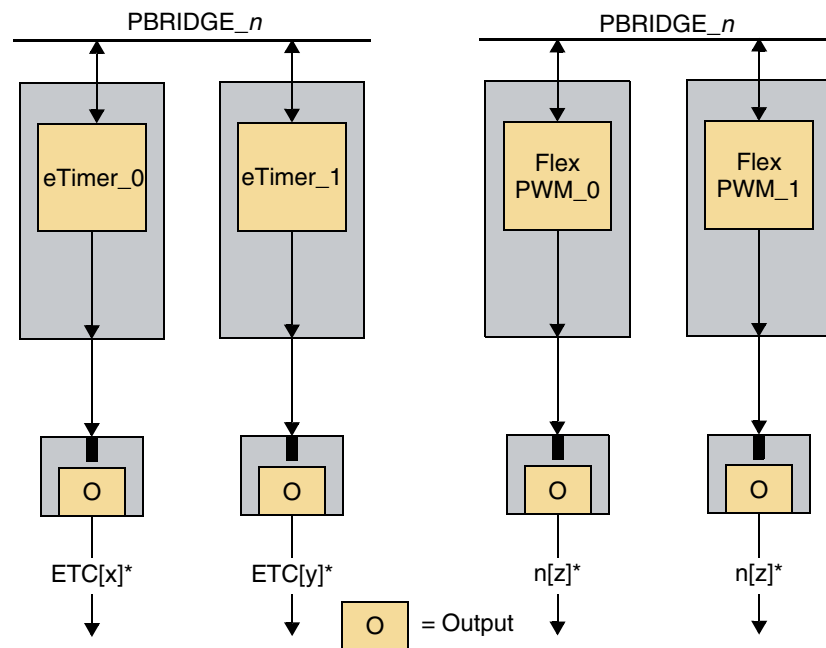 PBRIDGE_n
PBRIDGE_n
eTimer_0
eTimer_1
Flex
PWM_0
Flex
PWM_1
O
O
O
O
ETC[x]*
ETC[y]*
n[z]*
n[z]*
O = Output